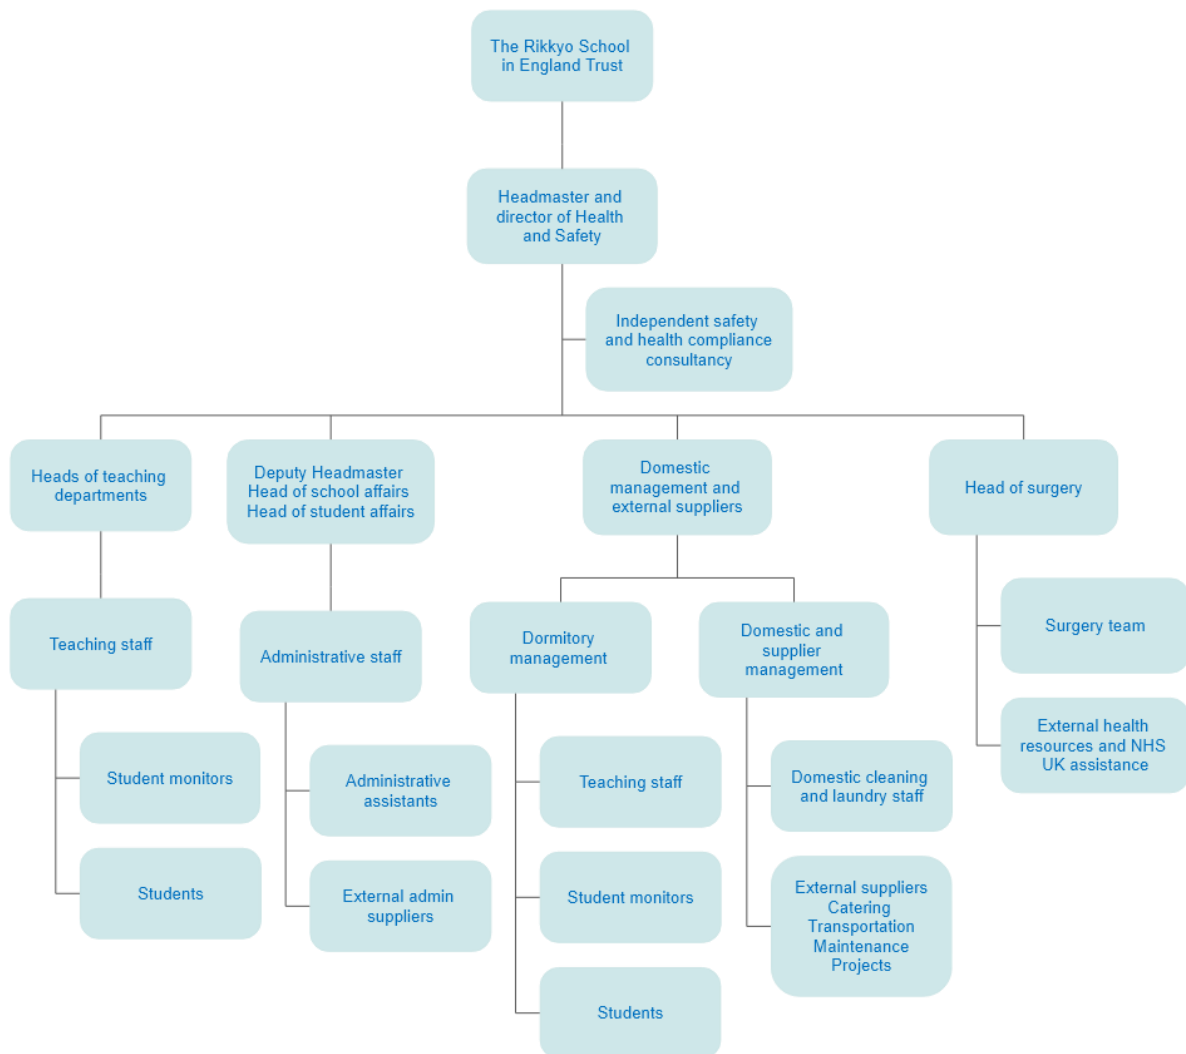 The Rikkyo School
in England Trust
Headmaster and
director of Health
and Safety
Independent safety
and health compliance
consultancy
Heads of teaching
departments
Deputy Headmaster
Head of school affairs
Head of student affairs
Domestic
management and
external suppliers
Head of surgery
Teaching staff
Administrative staff
Dormitory
management
Domestic and
supplier
management
Surgery team
External health
resources and NHS
UK assistance
Student monitors
Administrative
assistants
Teaching staff
Domestic cleaning
and laundry staff
Students
External admin
suppliers
Student monitors
External suppliers
Catering
Transportation
Maintenance
Projects
Students